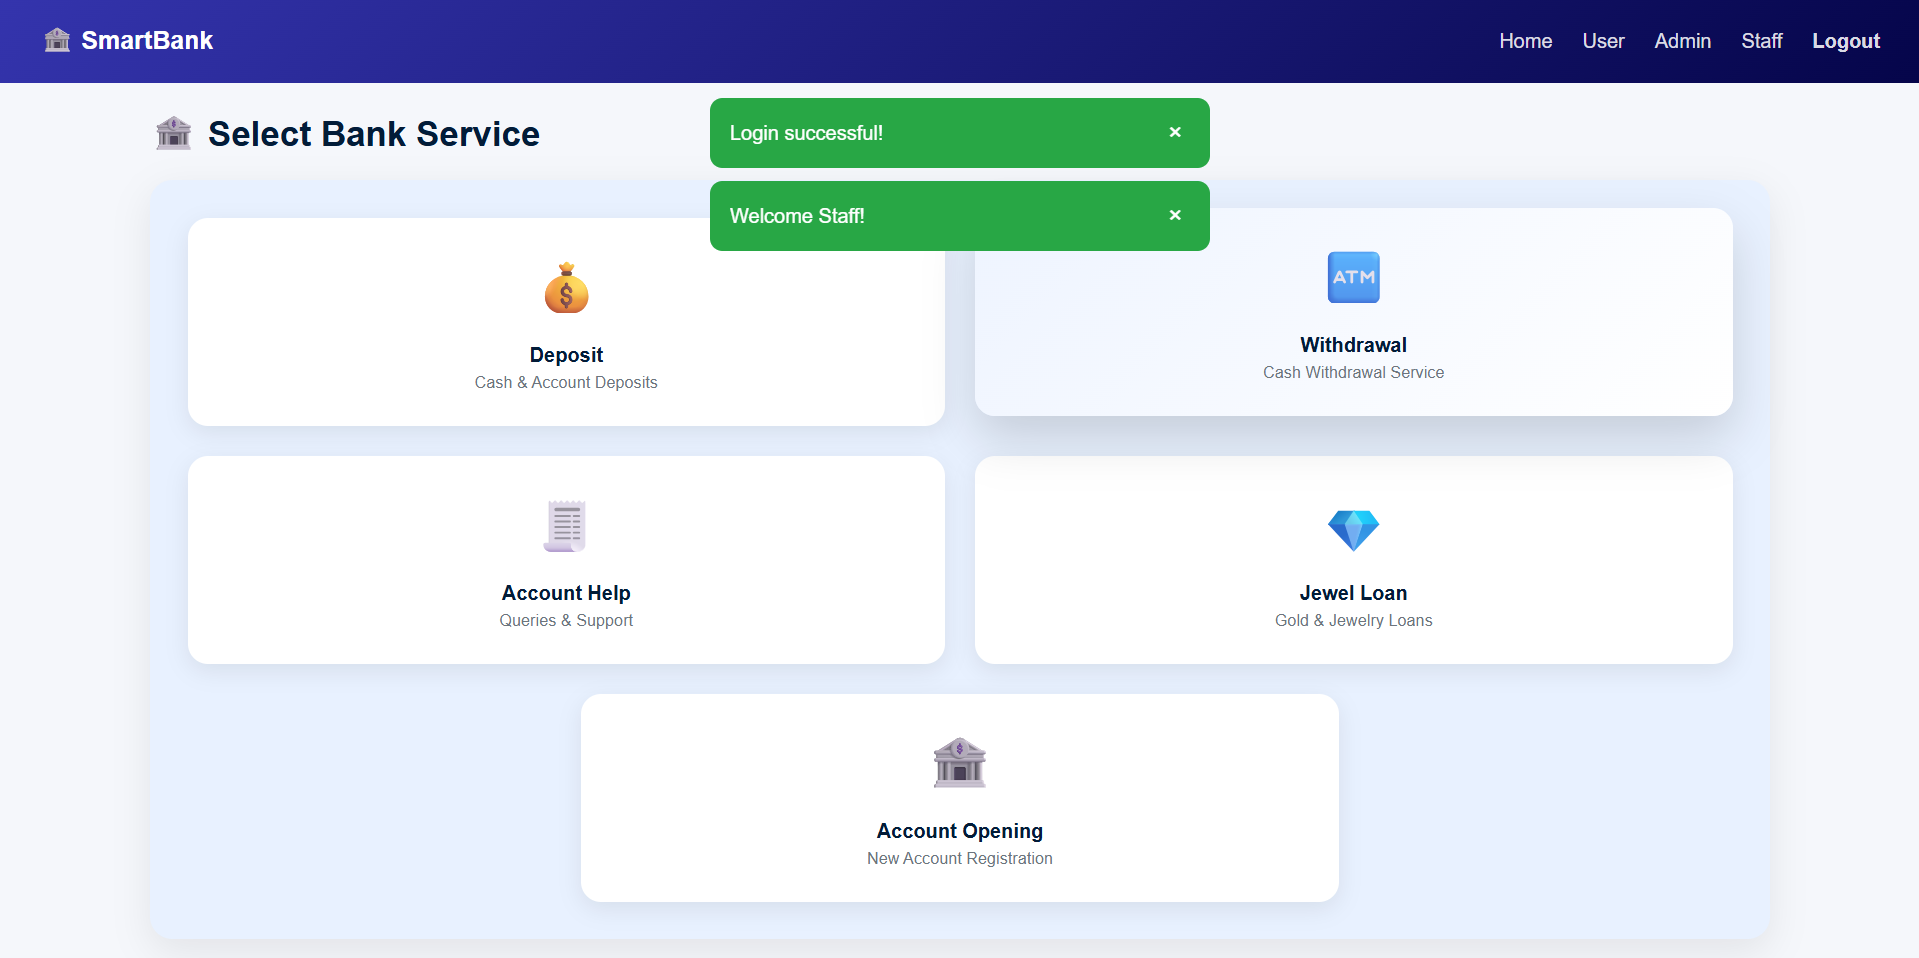 SmartBank
Home User Admin Staff Logout
Select Bank Service
Login successful! ×
Welcome Staff! ×
$
Deposit
Cash & Account Deposits
ATM
Withdrawal
Cash Withdrawal Service
Account Help
Queries & Support
Jewel Loan
Gold & Jewelry Loans
$
Account Opening
New Account Registration